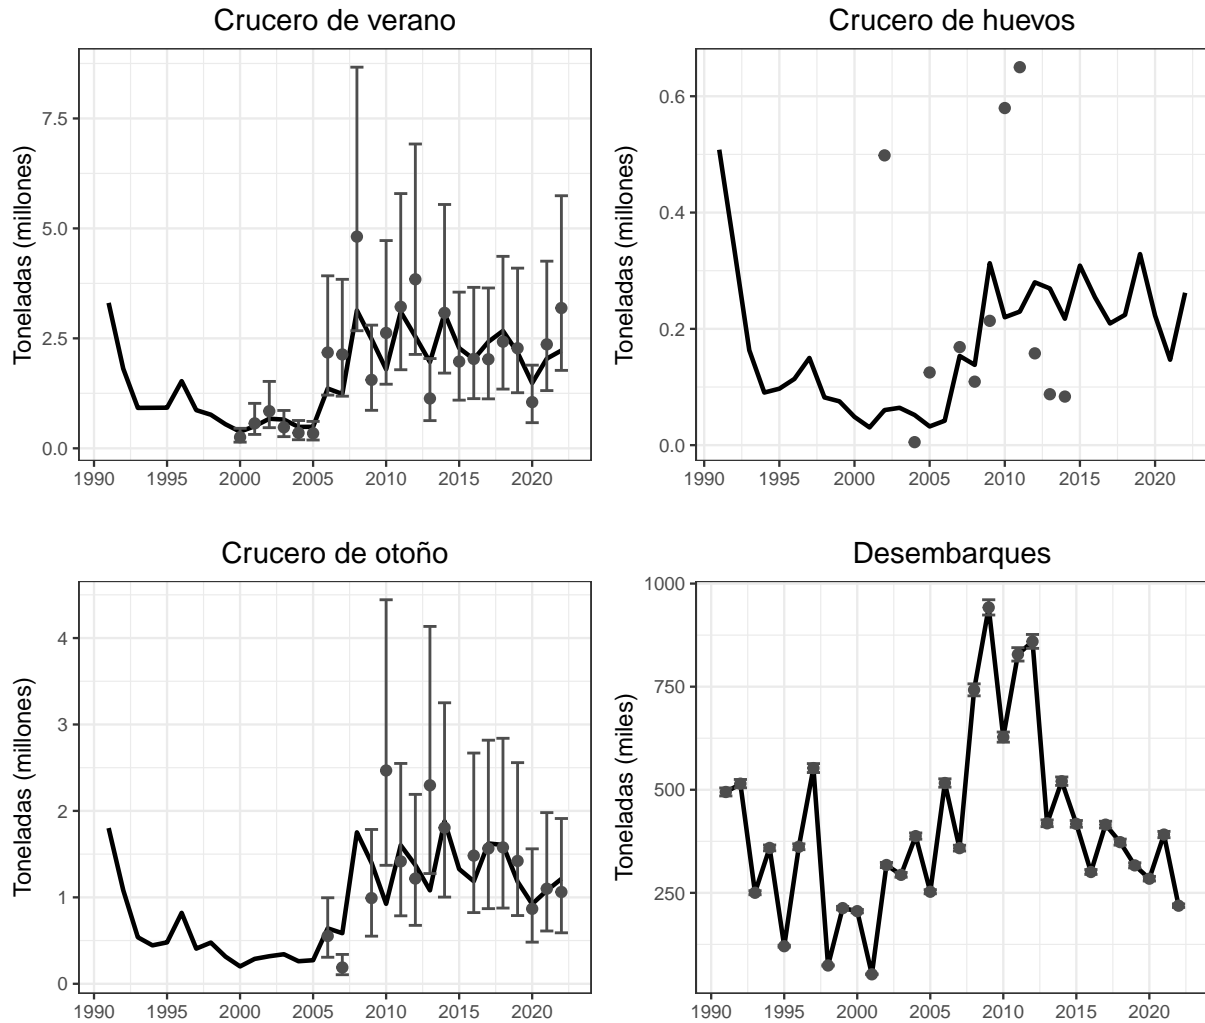 Crucero de verano
Toneladas (millones)
7.5
5.0
2.5
0.0
1990 1995 2000 2005 2010 2015 2020
Crucero de huevos
Toneladas (millones)
0.6
0.4
0.2
0.0
1990 1995 2000 2005 2010 2015 2020
Crucero de otoño
Toneladas (millones)
4
3
2
1
0
1990 1995 2000 2005 2010 2015 2020
Desembarques
Toneladas (miles)
1000
750
500
250
1990 1995 2000 2005 2010 2015 2020